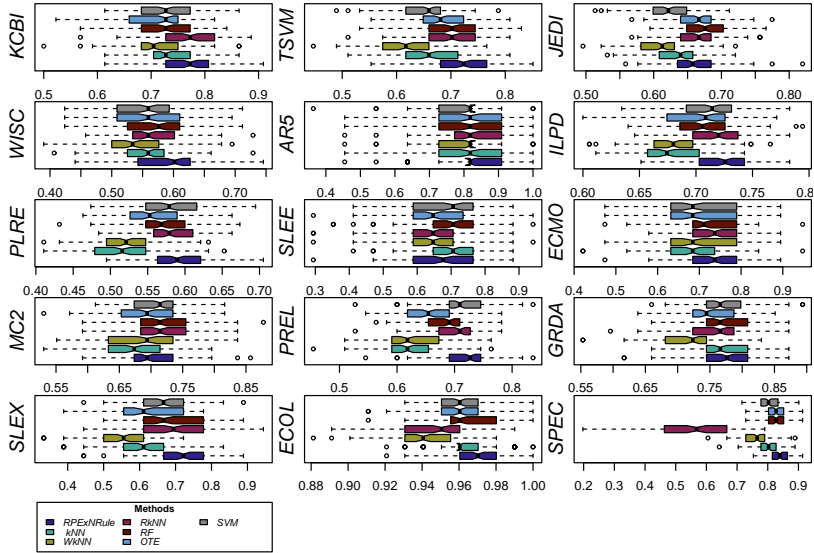 KCBI
TSVM
JEDI
0.5 0.6 0.7 0.8 0.9
0.5 0.6 0.7 0.8
0.50 0.55 0.60 0.65 0.70 0.75 0.80
WISC
AR5
ILPD
0.40 0.50 0.60 0.70
0.4 0.5 0.6 0.7 0.8 0.9 1.0
0.60 0.65 0.70 0.75 0.8
PLRE
SLEE
ECMO
0.40 0.45 0.50 0.55 0.60 0.65 0.70
0.3 0.4 0.5 0.6 0.7 0.8 0.9
0.4 0.5 0.6 0.7 0.8 0.9
MC2
PREL
GRDA
0.55 0.65 0.75 0.85
0.5 0.6 0.7 0.8
0.55 0.65 0.75 0.85
SLEX
ECOL
SPEC
0.4 0.5 0.6 0.7 0.8 0.9
0.88 0.90 0.92 0.94 0.96 0.98 1.00
0.2 0.3 0.4 0.5 0.6 0.7 0.8 0.9
Methods
RPExNRule RkNN SVM
kNN RF
WkNN OTE